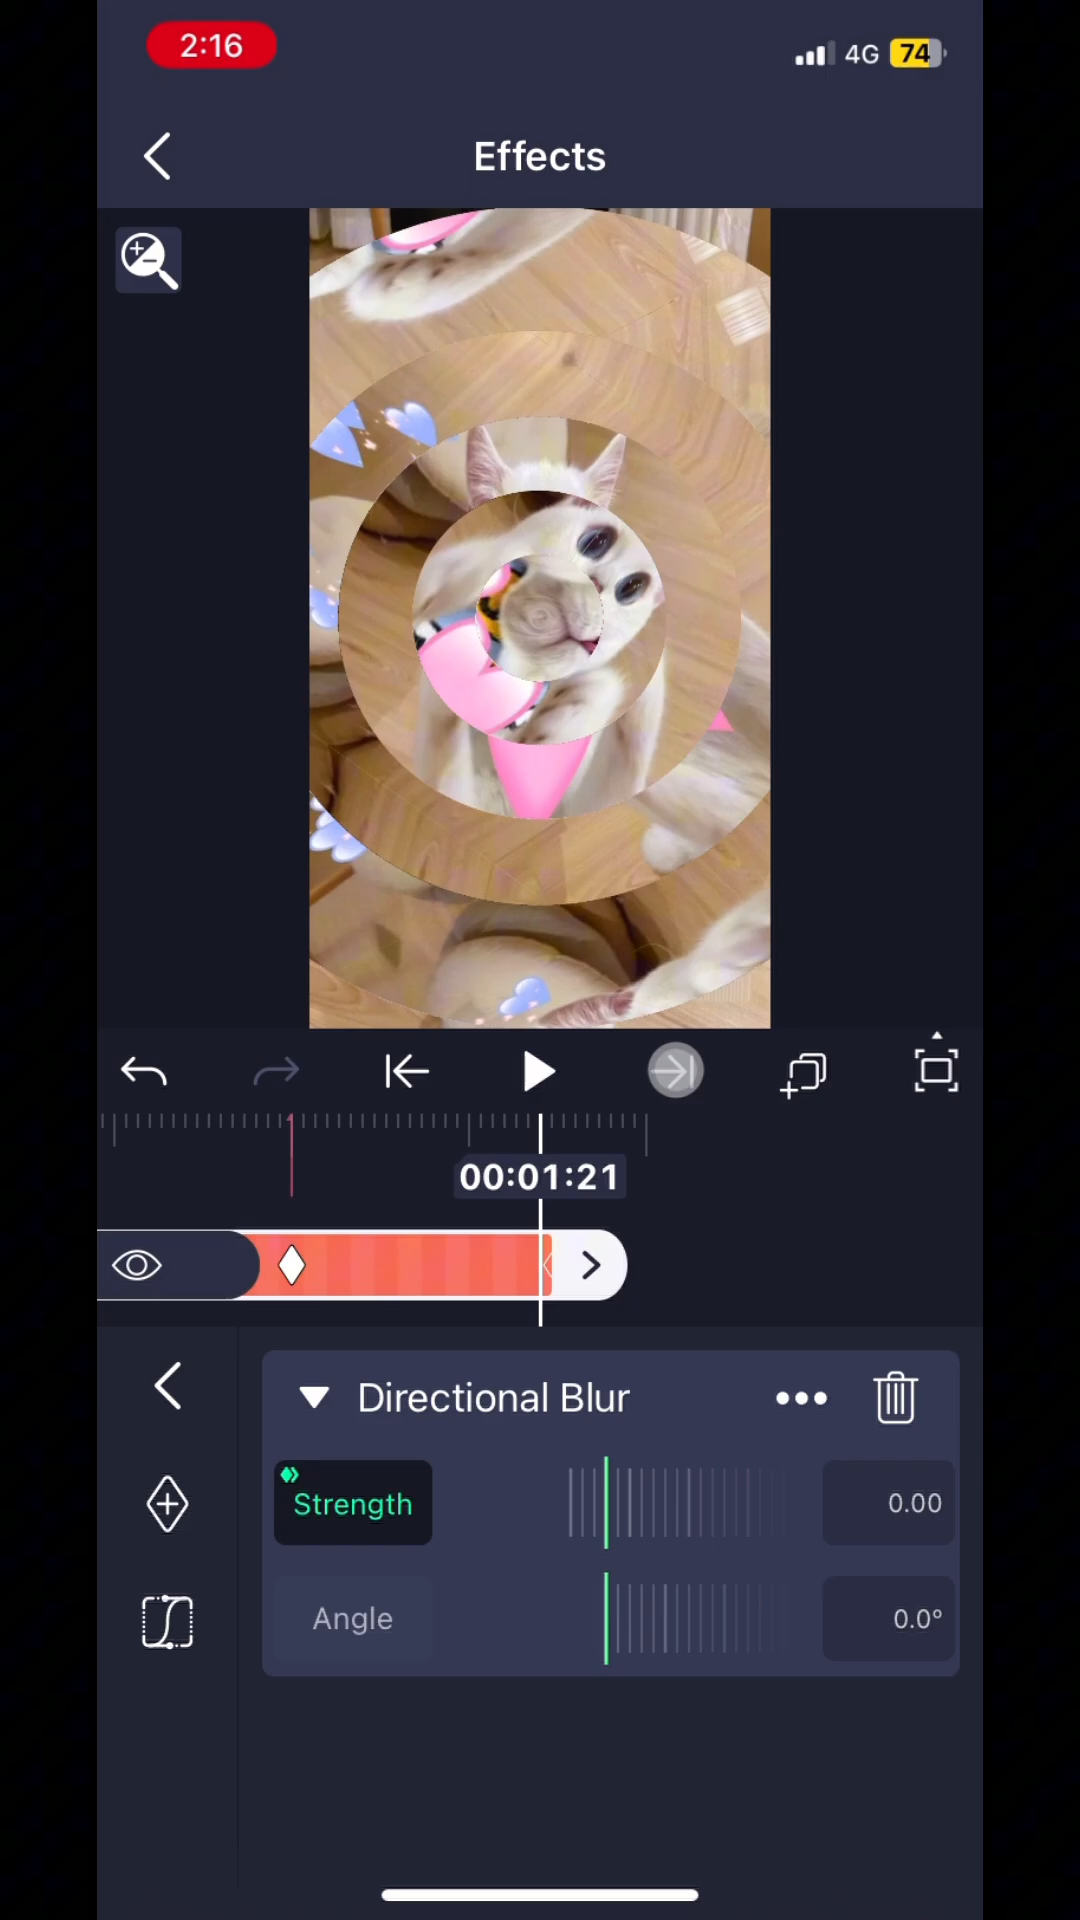 2:16
4G 74
Effects
00:01:21
Directional Blur
Strength
0.00
Angle
0.0°